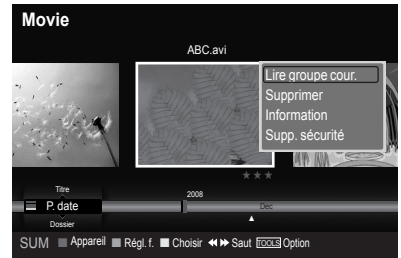 Movie
ABC.avi
Lire groupe cour.
Supprimer
Information
Supp. sécurité
Titre
2008
P. date
Dec
Dossier
SUM Appareil Régl. f. Choisir Saut TOOLS Option